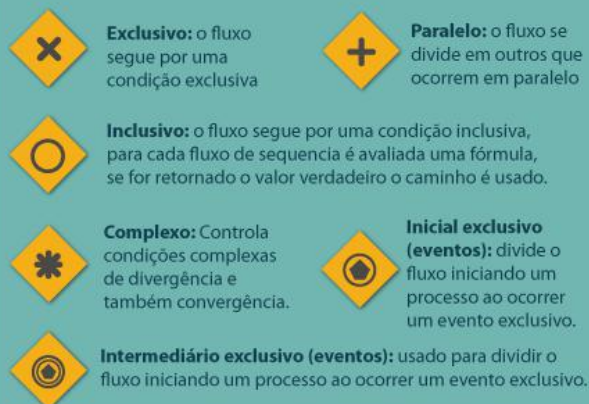 Exclusivo: o fluxo
segue por uma
condição exclusiva
Paralelo: o fluxo se
divide em outros que
ocorrem em paralelo
Inclusivo: o fluxo segue por uma condição inclusiva,
para cada fluxo de sequencia é avaliada uma fórmula,
se for retornado o valor verdadeiro o caminho é usado.
Complexo: Controla
condições complexas
de divergência e
também convergência.
Inicial exclusivo
(eventos): divide o
fluxo iniciando um
processo ao ocorrer
um evento exclusivo.
Intermediário exclusivo (eventos): usado para dividir o
fluxo iniciando um processo ao ocorrer um evento exclusivo.